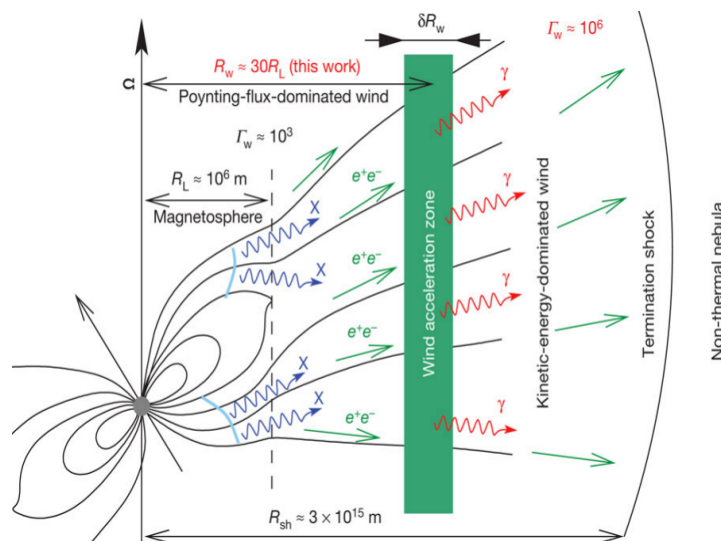 δR_w
Γ_w ≈ 10^6
Ω
R_w ≈ 30R_L (this work)
Poynting-flux-dominated wind
Γ_w ≈ 10^3
R_L ≈ 10^6 m
Magnetosphere
X
X
X
X
e^+e^-
e^+e^-
e^+e^-
e^+e^-
e^+e^-
γ
γ
γ
γ
Wind acceleration zone
Kinetic-energy-dominated wind
Termination shock
Non-thermal nebula
R_sh ≈ 3 × 10^15 m